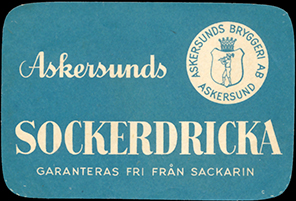 Askersunds
ASKERSUNDS BRYGGERI AB
ASKERSUND
SOCKERDRICKA
GARANTERAS FRI FRÅN SACKARIN